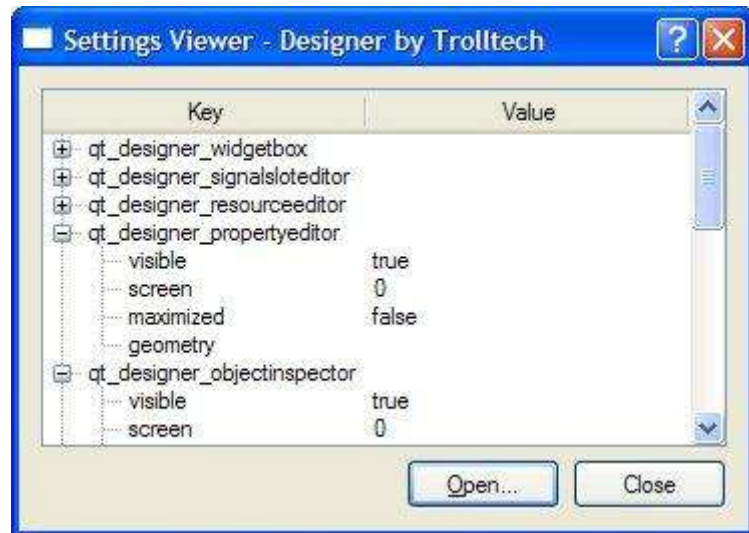 Settings Viewer - Designer by Trolltech
Key Value
qt_designer_widgetbox
qt_designer_signalsloteditor
qt_designer_resourceeditor
qt_designer_propertyeditor
visible true
screen 0
maximized false
geometry
qt_designer_objectinspector
visible true
screen 0
Open... Close